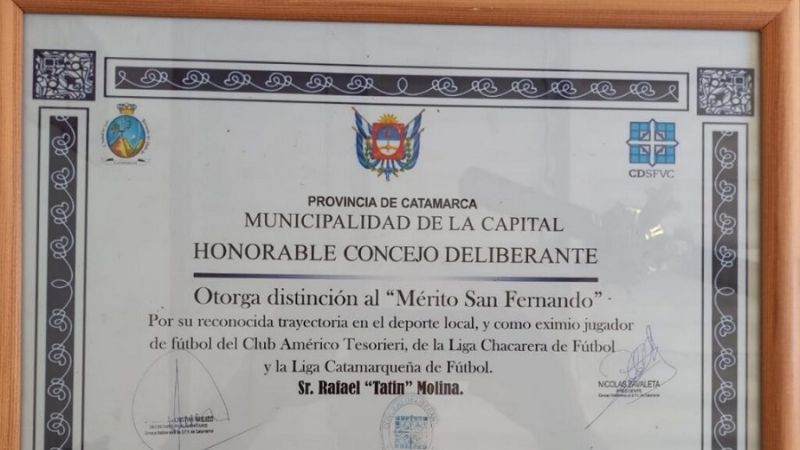 CDSFVC
PROVINCIA DE CATAMARCA
MUNICIPALIDAD DE LA CAPITAL
HONORABLE CONCEJO DELIBERANTE
Otorga distinción al “Mérito San Fernando”
Por su reconocida trayectoria en el deporte local, y como eximio jugador
de fútbol del Club Américo Tesorieri, de la Liga Chacarera de Fútbol
y la Liga Catamarqueña de Fútbol.
Sr. Rafael “Tatin” Molina.
NICOLAS ZAVALETA
PRESIDENTE